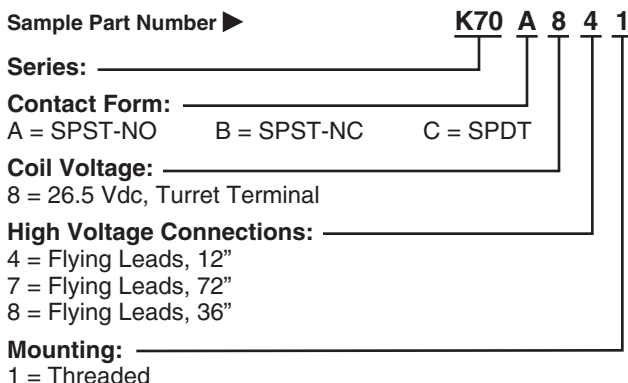 Sample Part Number ▶ K70 A 8 4 1
Series:
Contact Form:
A = SPST-NO B = SPST-NC C = SPDT
Coil Voltage:
8 = 26.5 Vdc, Turret Terminal
High Voltage Connections:
4 = Flying Leads, 12”
7 = Flying Leads, 72”
8 = Flying Leads, 36”
Mounting:
1 = Threaded